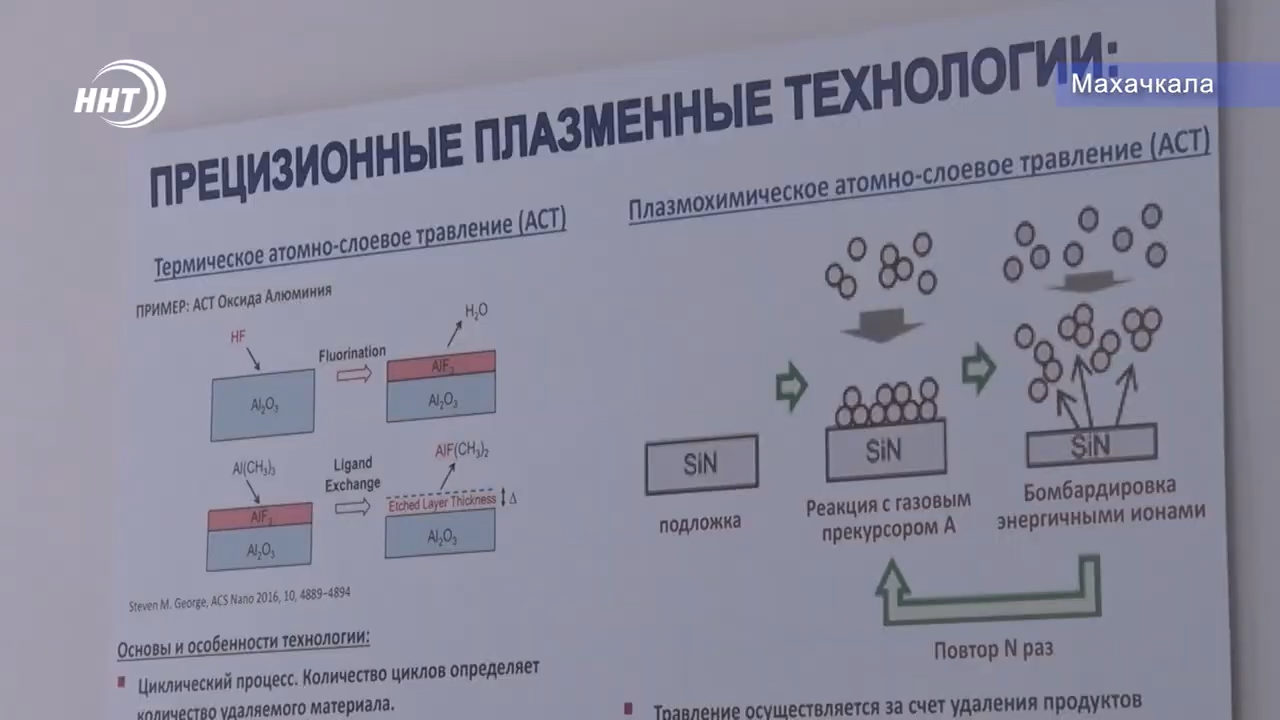 ННТ
Махачкала
ПРЕЦИЗИОННЫЕ ПЛАЗМЕННЫЕ ТЕХНОЛОГИИ:
Термическое атомно-слоевое травление (АСТ)
ПРИМЕР: АСТ Оксида Алюминия
HF
Fluorination
H₂O
Al₂O₃
AlF₃
Al₂O₃
Al(CH₃)₃
Ligand
Exchange
AlF(CH₃)₂
AlF₃
Al₂O₃
Etched Layer Thickness
Δ
Al₂O₃
Steven M. George, ACS Nano 2016, 10, 4889–4894
Основы и особенности технологии:
Циклический процесс. Количество циклов определяет
количество удаляемого материала.
Плазмохимическое атомно-слоевое травление (АСТ)
SiN
подложка
SiN
Реакция с газовым
прекурсором А
SiN
Бомбардировка
энергичными ионами
Повтор N раз
Травление осуществляется за счет удаления продуктов